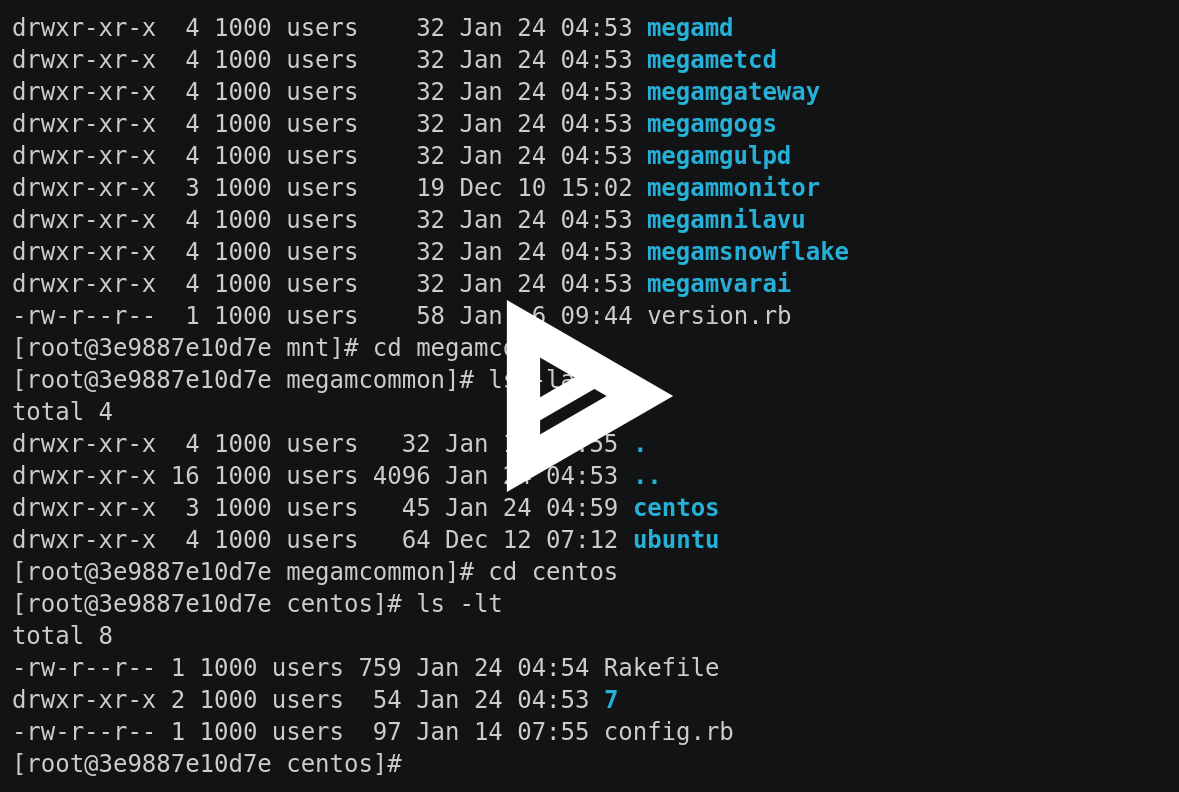 drwxr-xr-x  4 1000 users    32 Jan 24 04:53 megamd
drwxr-xr-x  4 1000 users    32 Jan 24 04:53 megametcd
drwxr-xr-x  4 1000 users    32 Jan 24 04:53 megamgateway
drwxr-xr-x  4 1000 users    32 Jan 24 04:53 megamgogs
drwxr-xr-x  4 1000 users    32 Jan 24 04:53 megamgulpd
drwxr-xr-x  3 1000 users    19 Dec 10 15:02 megammonitor
drwxr-xr-x  4 1000 users    32 Jan 24 04:53 megamnilavu
drwxr-xr-x  4 1000 users    32 Jan 24 04:53 megamsnowflake
drwxr-xr-x  4 1000 users    32 Jan 24 04:53 megamvarai
-rw-r--r--  1 1000 users    58 Jan 09:44 version.rb
[root@3e9887e10d7e mnt]# cd
[root@3e9887e10d7e megamcommon]# ls -la
total 4
drwxr-xr-x  4 1000 users   32 Jan .
drwxr-xr-x 16 1000 users 4096 Jan 24 04:53 ..
drwxr-xr-x  3 1000 users   45 Jan 24 04:59 centos
drwxr-xr-x  4 1000 users   64 Dec 12 07:12 ubuntu
[root@3e9887e10d7e megamcommon]# cd centos
[root@3e9887e10d7e centos]# ls -lt
total 8
-rw-r--r-- 1 1000 users 759 Jan 24 04:54 Rakefile
drwxr-xr-x 2 1000 users  54 Jan 24 04:53 7
-rw-r--r-- 1 1000 users  97 Jan 14 07:55 config.rb
[root@3e9887e10d7e centos]#